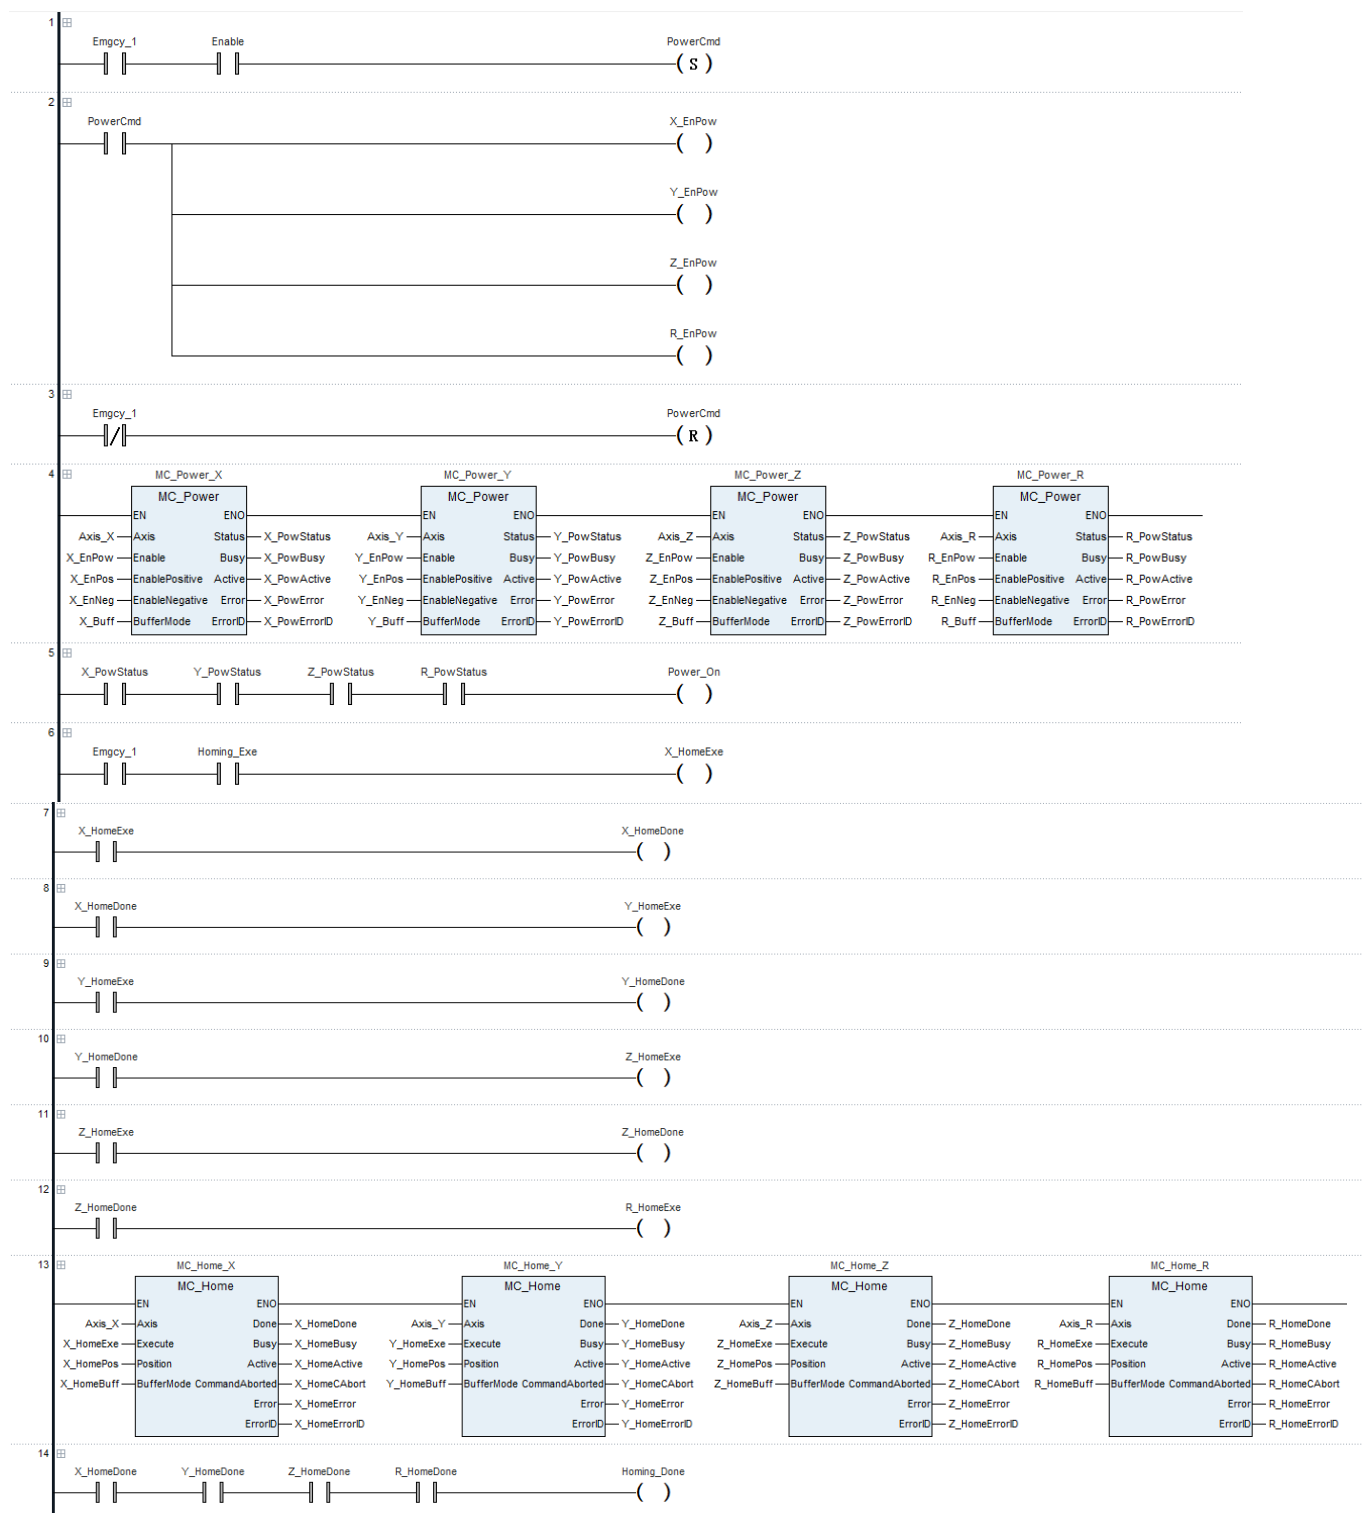 1
Emgcy_1 Enable PowerCmd
S
2
PowerCmd X_EnPow
Y_EnPow
Z_EnPow
R_EnPow
3
Emgcy_1 PowerCmd
R
4 MC_Power_X MC_Power_Y MC_Power_Z MC_Power_R
MC_Power MC_Power MC_Power MC_Power
EN ENO EN ENO EN ENO EN ENO
Axis_X Axis Status X_PowStatus Axis_Y Axis Status Y_PowStatus Axis_Z Axis Status Z_PowStatus Axis_R Axis Status R_PowStatus
X_EnPow Enable Busy X_PowBusy Y_EnPow Enable Busy Y_PowBusy Z_EnPow Enable Busy Z_PowBusy R_EnPow Enable Busy R_PowBusy
X_EnPos EnablePositive Active X_PowActive Y_EnPos EnablePositive Active Y_PowActive Z_EnPos EnablePositive Active Z_PowActive R_EnPos EnablePositive Active R_PowActive
X_EnNeg EnableNegative Error X_PowError Y_EnNeg EnableNegative Error Y_PowError Z_EnNeg EnableNegative Error Z_PowError R_EnNeg EnableNegative Error R_PowError
X_Buff BufferMode ErrorID X_PowErrorID Y_Buff BufferMode ErrorID Y_PowErrorID Z_Buff BufferMode ErrorID Z_PowErrorID R_Buff BufferMode ErrorID R_PowErrorID
5
X_PowStatus Y_PowStatus Z_PowStatus R_PowStatus Power_On
6
Emgcy_1 Homing_Exe X_HomeExe
7
X_HomeExe X_HomeDone
8
X_HomeDone Y_HomeExe
9
Y_HomeExe Y_HomeDone
10
Y_HomeDone Z_HomeExe
11
Z_HomeExe Z_HomeDone
12
Z_HomeDone R_HomeExe
13 MC_Home_X MC_Home_Y MC_Home_Z MC_Home_R
MC_Home MC_Home MC_Home MC_Home
EN ENO EN ENO EN ENO EN ENO
Axis_X Axis Done X_HomeDone Axis_Y Axis Done Y_HomeDone Axis_Z Axis Done Z_HomeDone Axis_R Axis Done R_HomeDone
X_HomeExe Execute Busy X_HomeBusy Y_HomeExe Execute Busy Y_HomeBusy Z_HomeExe Execute Busy Z_HomeBusy R_HomeExe Execute Busy R_HomeBusy
X_HomePos Position Active X_HomeActive Y_HomePos Position Active Y_HomeActive Z_HomePos Position Active Z_HomeActive R_HomePos Position Active R_HomeActive
X_HomeBuff BufferMode CommandAborted X_HomeCAbort Y_HomeBuff BufferMode CommandAborted Y_HomeCAbort Z_HomeBuff BufferMode CommandAborted Z_HomeCAbort R_HomeBuff BufferMode CommandAborted R_HomeCAbort
Error X_HomeError Error Y_HomeError Error Z_HomeError Error R_HomeError
ErrorID X_HomeErrorID ErrorID Y_HomeErrorID ErrorID Z_HomeErrorID ErrorID R_HomeErrorID
14
X_HomeDone Y_HomeDone Z_HomeDone R_HomeDone Homing_Done